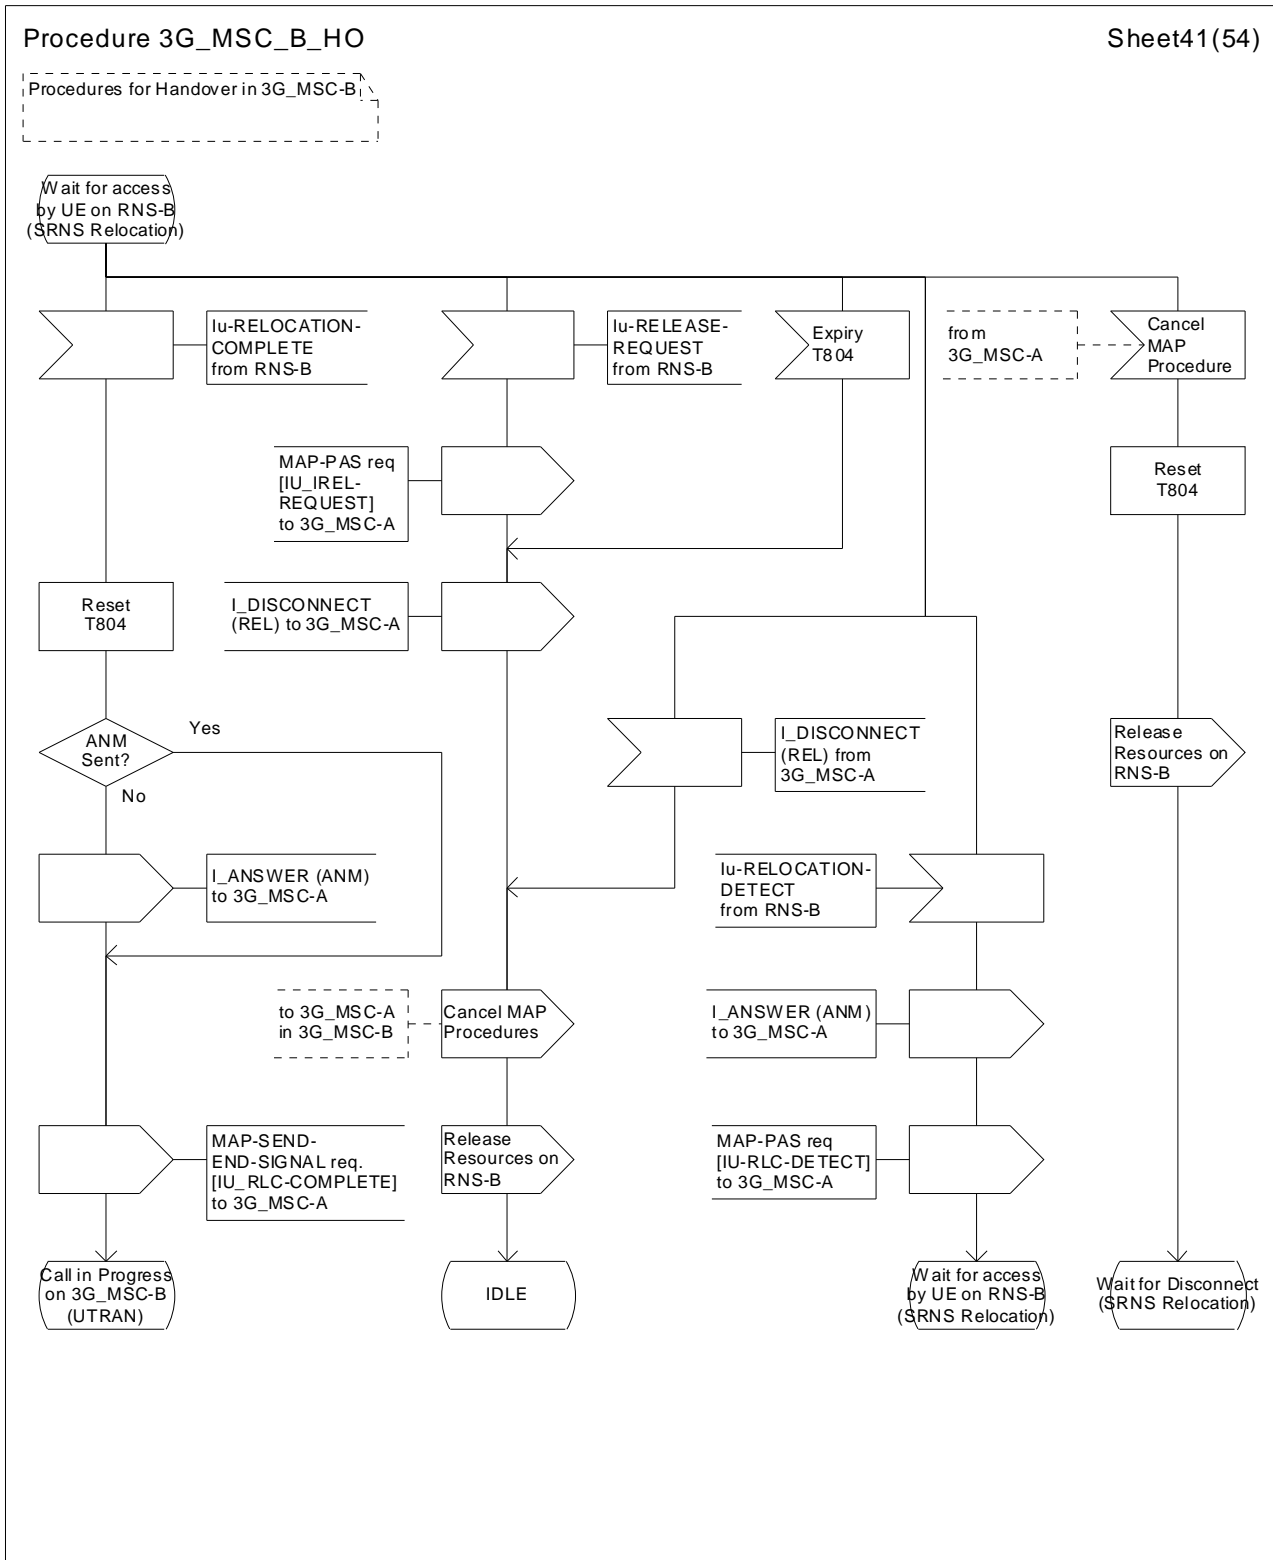 Procedure 3G_MSC_B_HO
Sheet41(54)
Procedures for Handover in 3G_MSC-B
Wait for access
by UE on RNS-B
(SRNS Relocation)
Iu-RELOCATION-
COMPLETE
from RNS-B
Iu-RELEASE-
REQUEST
from RNS-B
Expiry
T804
from
3G_MSC-A
Cancel
MAP
Procedure
MAP-PAS req
[IU_IREL-
REQUEST]
to 3G_MSC-A
Reset
T804
Reset
T804
I_DISCONNECT
(REL) to 3G_MSC-A
ANM
Sent?
Yes
No
I_DISCONNECT
(REL) from
3G_MSC-A
Release
Resources on
RNS-B
I_ANSWER (ANM)
to 3G_MSC-A
Iu-RELOCATION-
DETECT
from RNS-B
to 3G_MSC-A
in 3G_MSC-B
Cancel MAP
Procedures
I_ANSWER (ANM)
to 3G_MSC-A
MAP-SEND-
END-SIGNAL req.
[IU_RLC-COMPLETE]
to 3G_MSC-A
Release
Resources on
RNS-B
MAP-PAS req
[IU-RLC-DETECT]
to 3G_MSC-A
Call in Progress
on 3G_MSC-B
(UTRAN)
IDLE
Wait for access
by UE on RNS-B
(SRNS Relocation)
Wait for Disconnect
(SRNS Relocation)